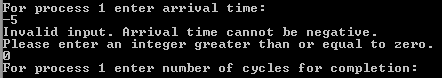 For process 1 enter arrival time:
-5
Invalid input. Arrival time cannot be negative.
Please enter an integer greater than or equal to zero.
0
For process 1 enter number of cycles for completion: